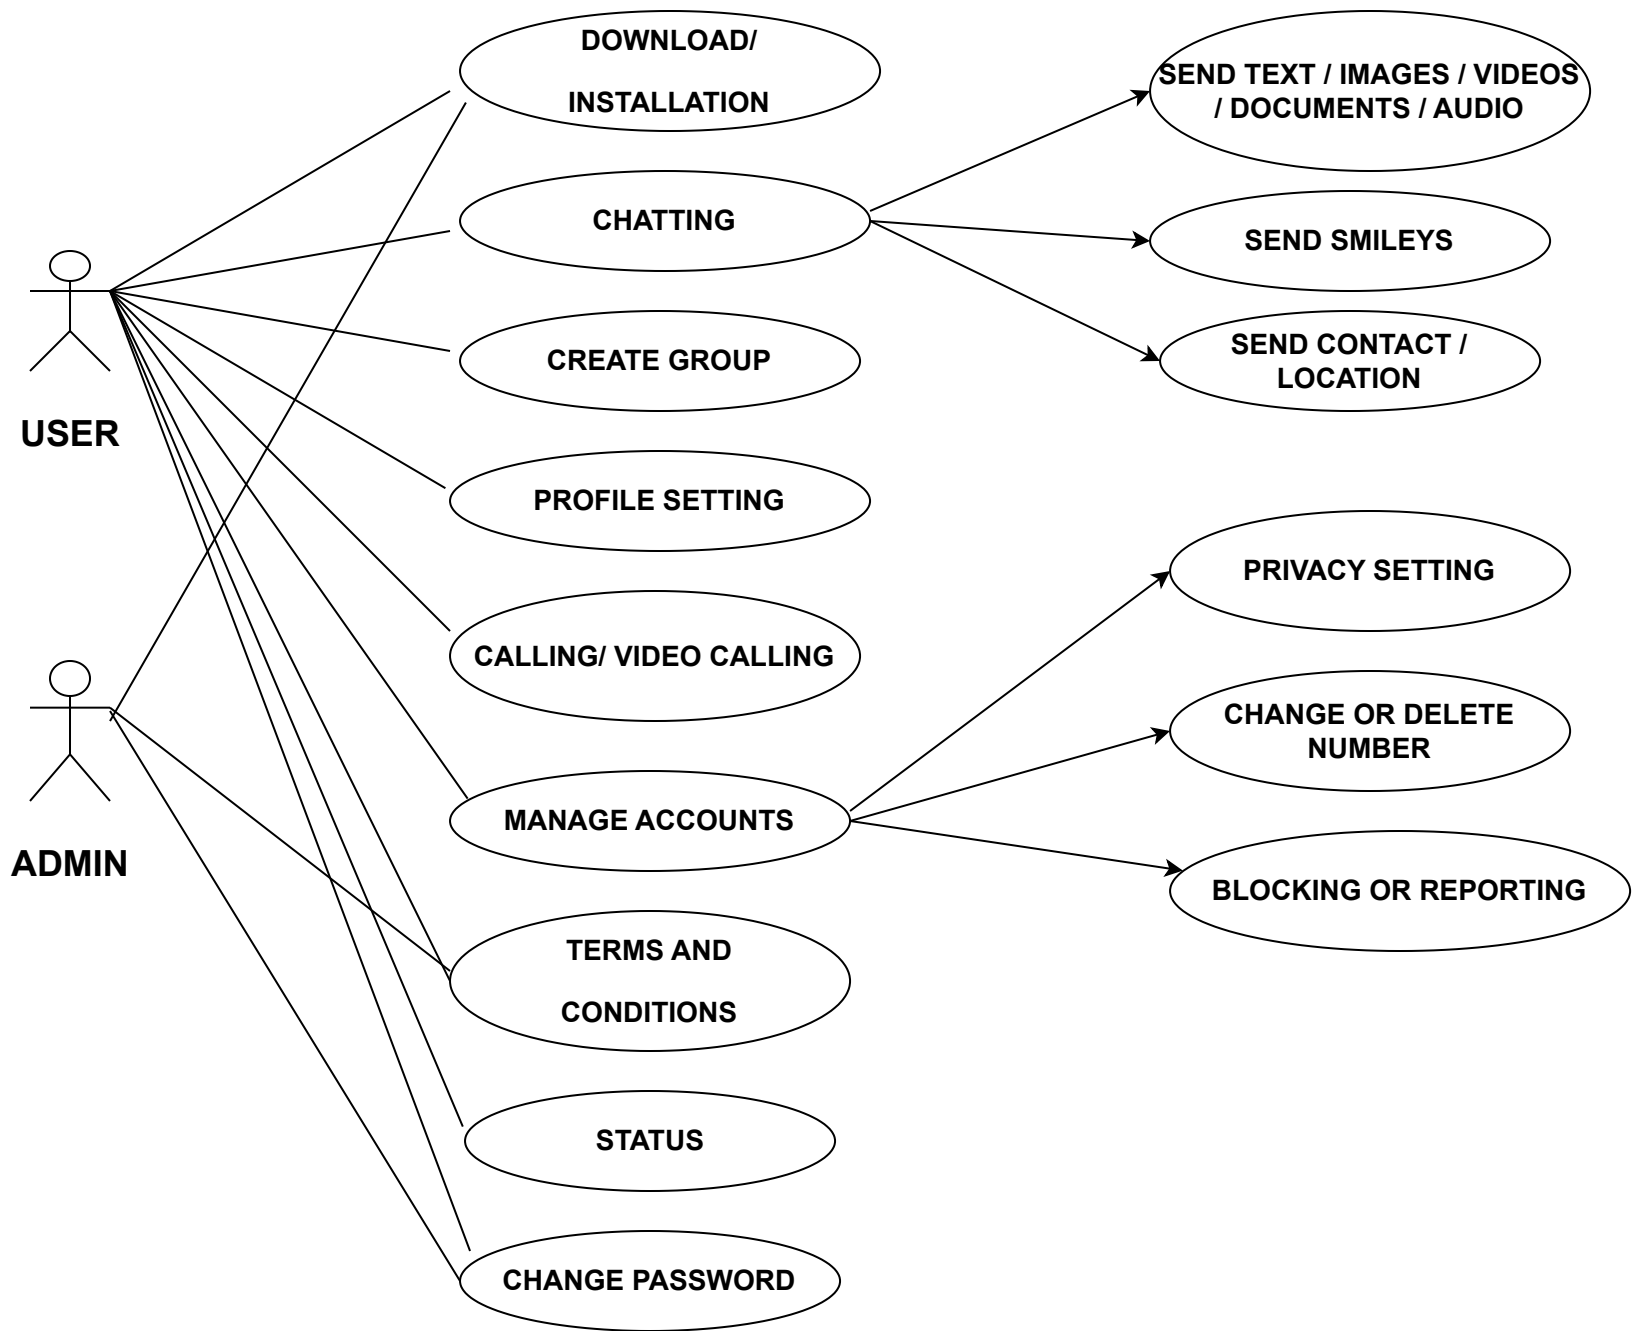 DOWNLOAD/
INSTALLATION
SEND TEXT / IMAGES / VIDEOS
/ DOCUMENTS / AUDIO
CHATTING
SEND SMILEYS
CREATE GROUP
SEND CONTACT /
LOCATION
USER
PROFILE SETTING
PRIVACY SETTING
CALLING/ VIDEO CALLING
CHANGE OR DELETE
NUMBER
MANAGE ACCOUNTS
ADMIN
BLOCKING OR REPORTING
TERMS AND
CONDITIONS
STATUS
CHANGE PASSWORD